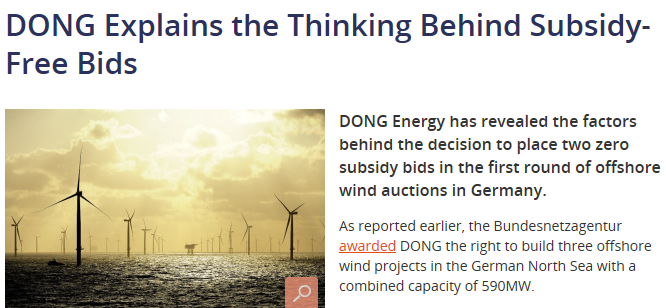 DONG Explains the Thinking Behind Subsidy-
Free Bids
DONG Energy has revealed the factors
behind the decision to place two zero
subsidy bids in the first round of offshore
wind auctions in Germany.
As reported earlier, the Bundesnetzagentur
awarded DONG the right to build three offshore
wind projects in the German North Sea with a
combined capacity of 590MW.